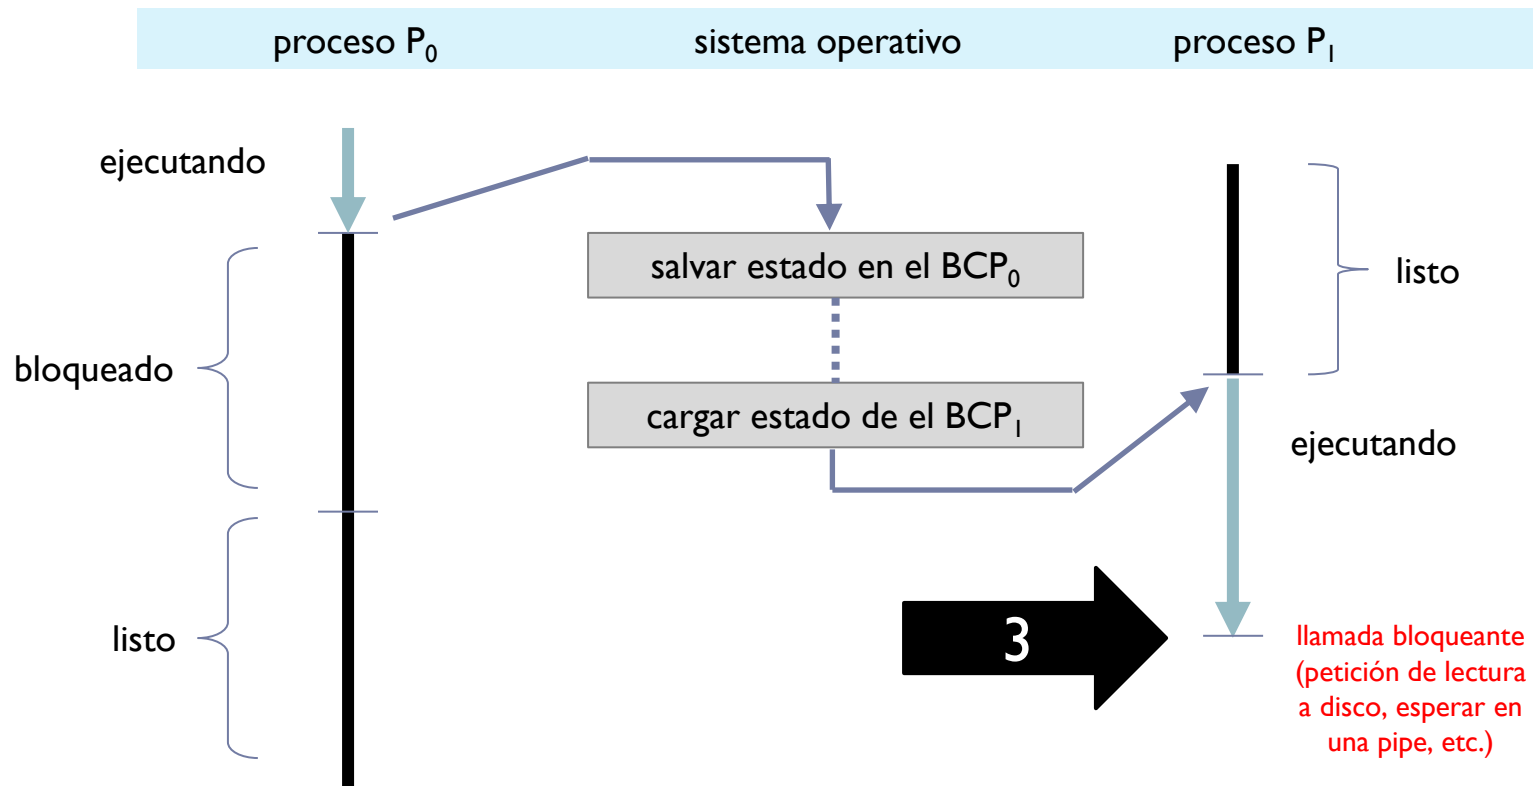 proceso P₀ sistema operativo proceso P₁
ejecutando
salvar estado en el BCP₀
listo
bloqueado
cargar estado de el BCP₁
ejecutando
listo
3
llamada bloqueante
(petición de lectura
a disco, esperar en
una pipe, etc.)